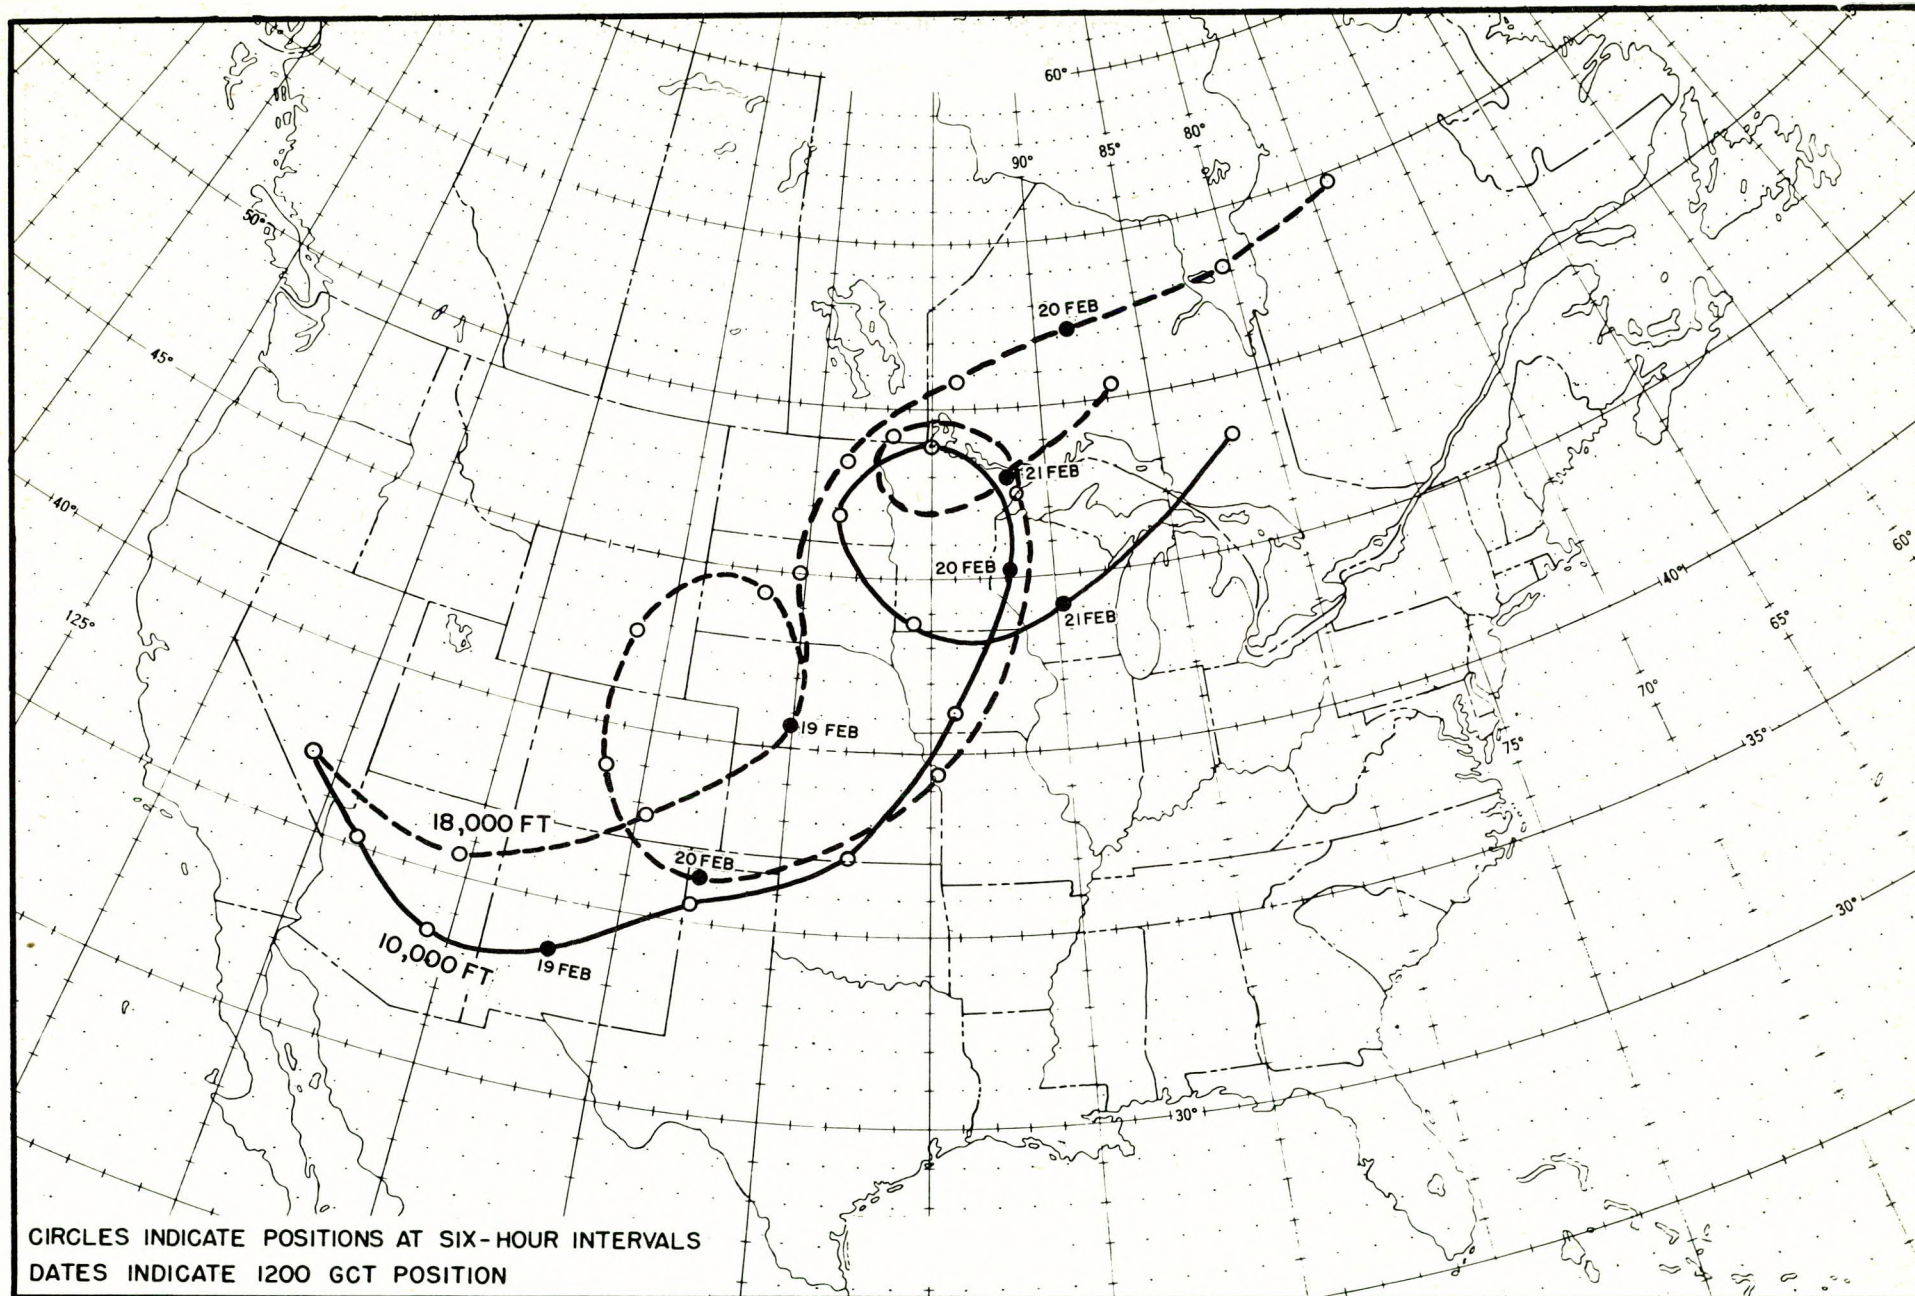 60°
80°
85°
90°
50°
20 FEB
45°
21 FEB
40°
20 FEB
60°
40°
125°
21 FEB
65°
70°
19 FEB
75°
35°
18,000 FT
20 FEB
30°
10,000 FT
19 FEB
30°
CIRCLES INDICATE POSITIONS AT SIX-HOUR INTERVALS
DATES INDICATE 1200 GCT POSITION